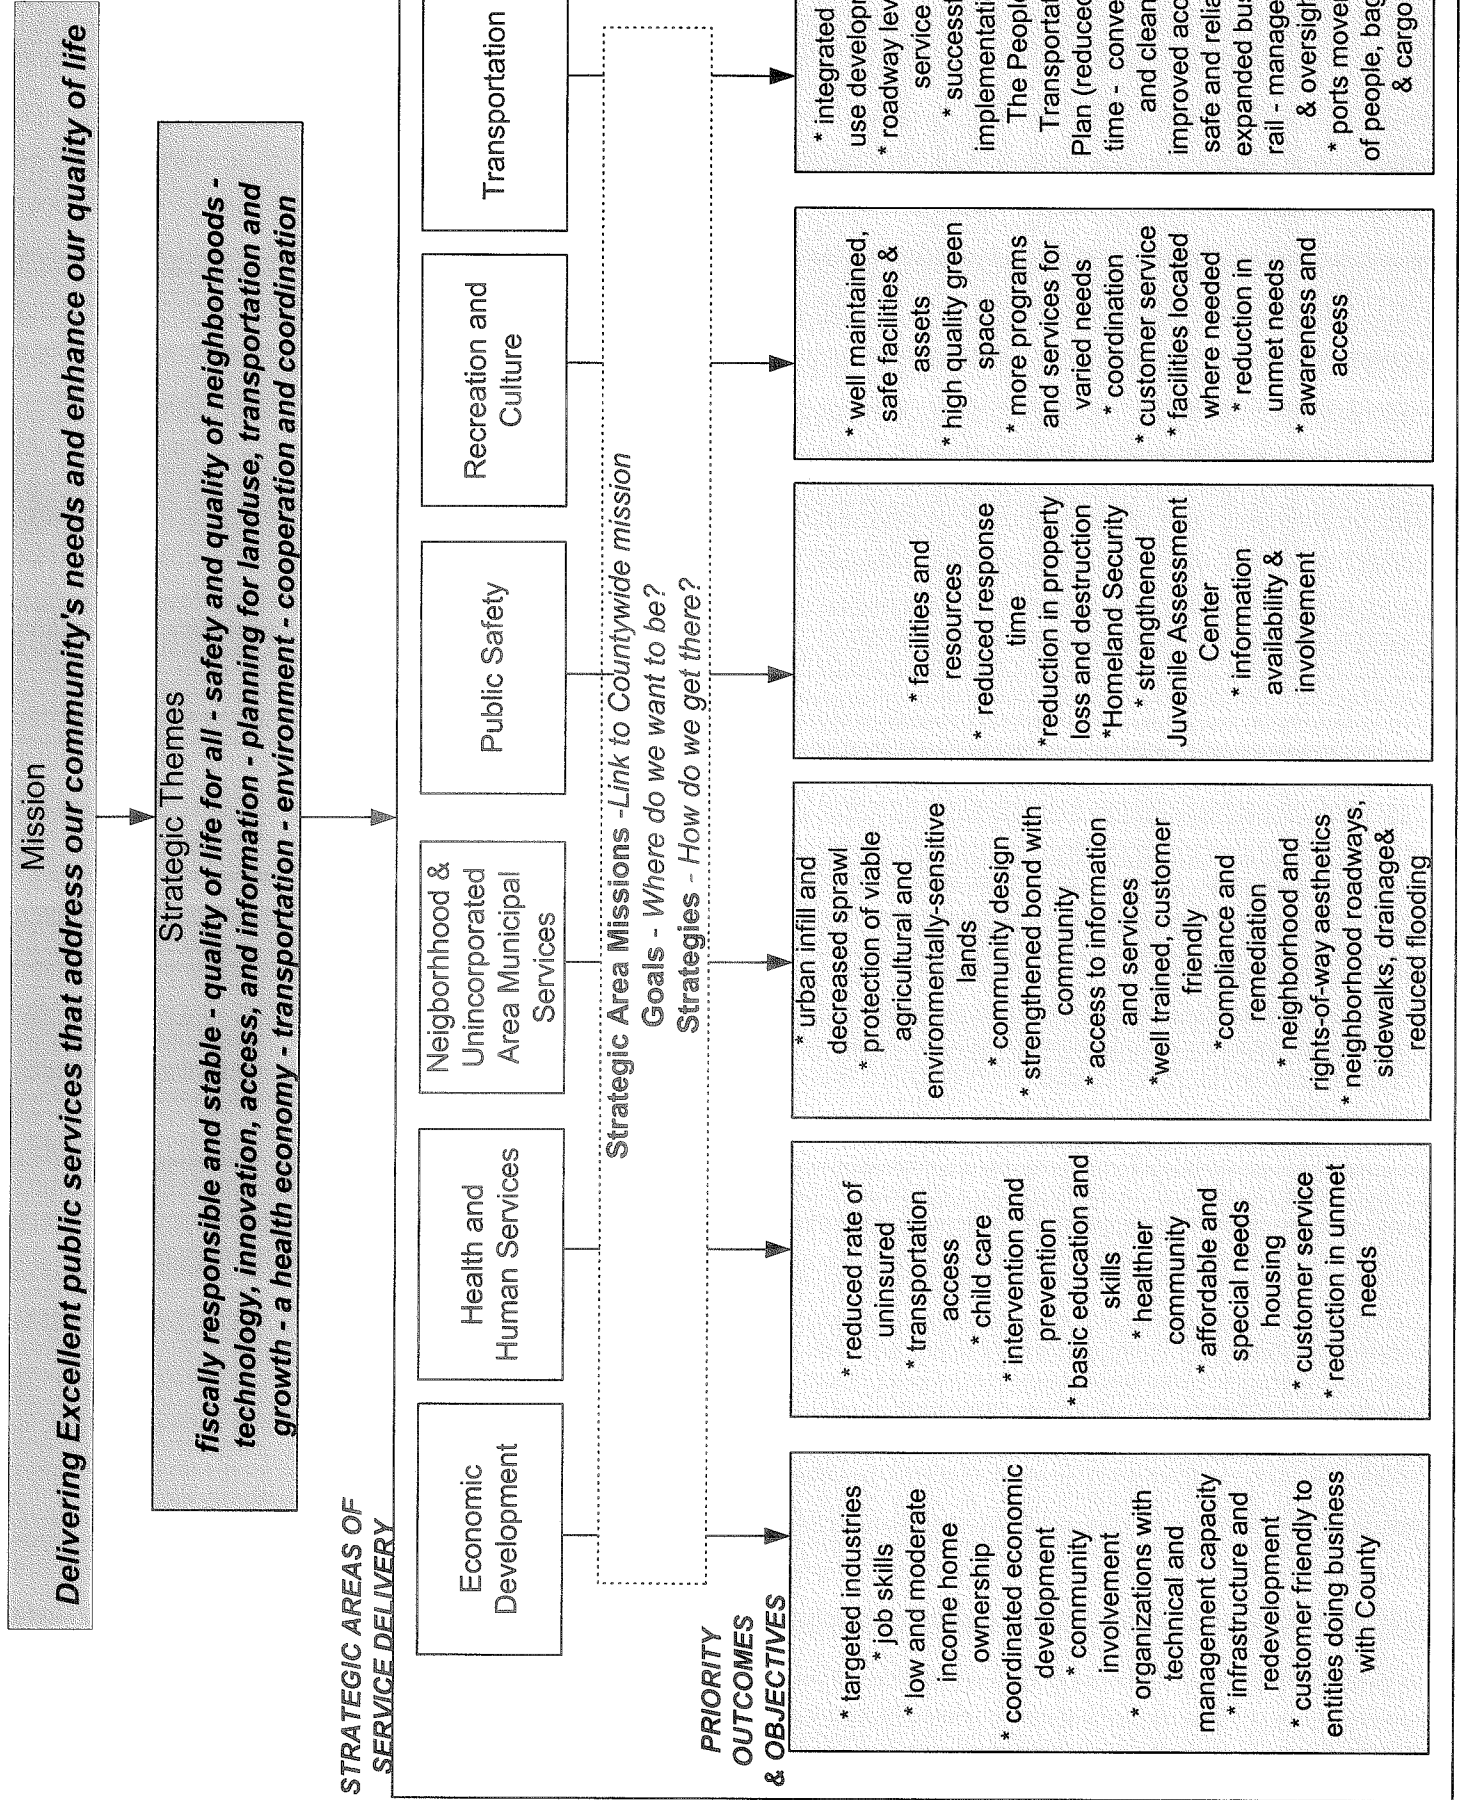 Mission
Delivering Excellent public services that address our community's needs and enhance our quality of life
Strategic Themes
fiscally responsible and stable - quality of life for all - safety and quality of neighborhoods -
technology, innovation, access, and information - planning for landuse, transportation and
growth - a health economy - transportation - environment - cooperation and coordination
STRATEGIC AREAS OF
SERVICE DELIVERY
Economic
Development
Health and
Human Services
Neigborhhood &
Unincorporated
Area Municipal
Services
Public Safety
Recreation and
Culture
Transportation
Strategic Area Missions -Link to Countywide mission
Goals - Where do we want to be?
Strategies - How do we get there?
PRIORITY
OUTCOMES
& OBJECTIVES
* targeted industries
* job skills
* low and moderate
income home
ownership
* coordinated economic
development
* community
involvement
* organizations with
technical and
management capacity
* infrastructure and
redevelopment
* customer friendly to
entities doing business
with County
* reduced rate of
uninsured
* transportation
access
* child care
* intervention and
prevention
* basic education and
skills
* healthier
community
* affordable and
special needs
housing
* customer service
* reduction in unmet
needs
* urban infill and
decreased sprawl
* protection of viable
agricultural and
environmentally-sensitive
lands
* community design
* strengthened bond with
community
* access to information
and services
*well trained, customer
friendly
*compliance and
remediation
* neighborhood and
rights-of-way aesthetics
* neighborhood roadways,
sidewalks, drainage&
reduced flooding
* facilities and
resources
* reduced response
time
*reduction in property
loss and destruction
*Homeland Security
* strengthened
Juvenile Assessment
Center
* information
availability &
involvement
* well maintained,
safe facilities &
assets
* high quality green
space
* more programs
and services for
varied needs
* coordination
* customer service
* facilities located
where needed
* reduction in
unmet needs
* awareness and
access
* integrated
use developr
* roadway lev
service
* successf
implementati
The People
Transportat
Plan (reduced
time - conve
and clean
improved acc
safe and relia
expanded bus
rail - manage
& oversigh
* ports mover
of people, bag
& cargo